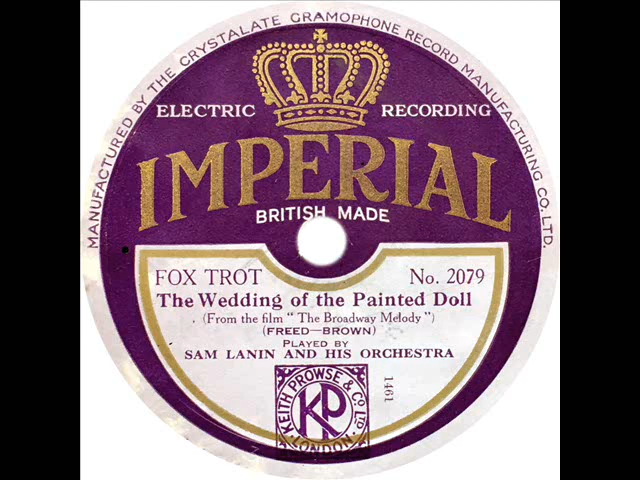 MANUFACTURED BY THE CRYSTALATE GRAMOPHONE RECORD MANUFACTURING CO. LTD.
ELECTRIC RECORDING
IMPERIAL
BRITISH MADE
FOX TROT No. 2079
The Wedding of the Painted Doll
(From the film "The Broadway Melody")
(FREED—BROWN)
PLAYED BY
SAM LANIN AND HIS ORCHESTRA
1461
KEITH PROWSE & CO. LTD.
KP
LONDON